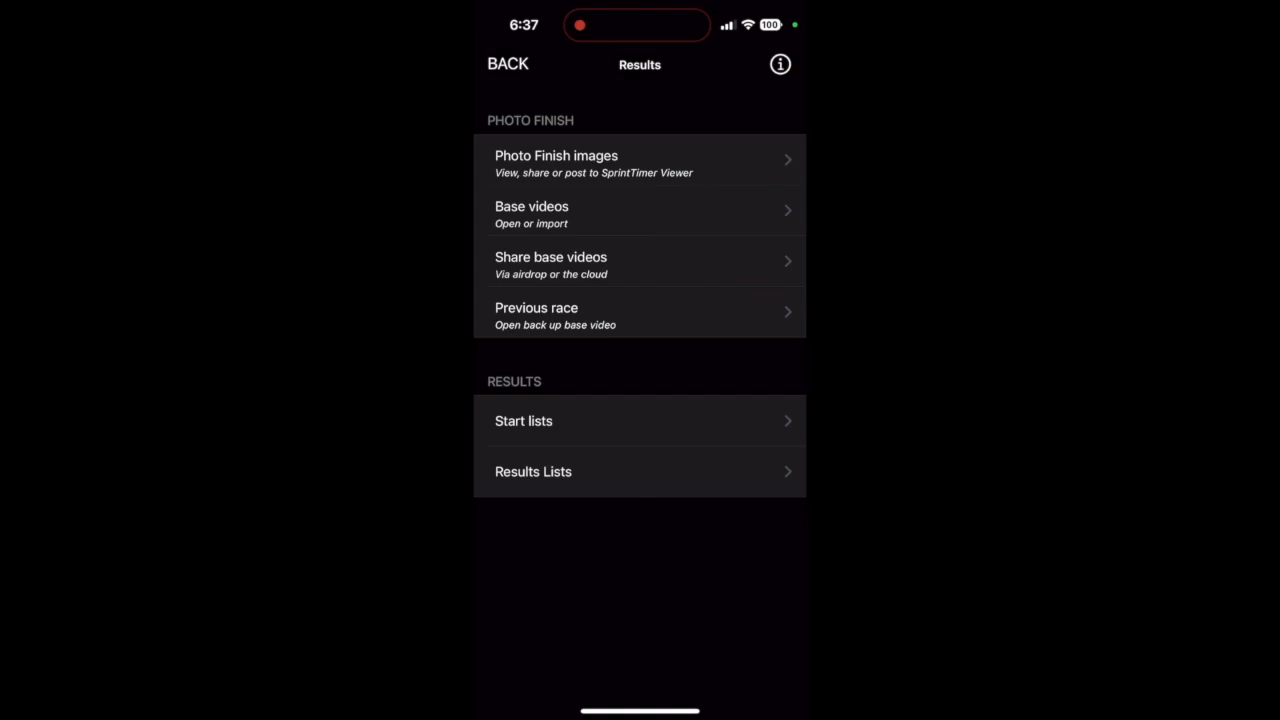 6:37
100
BACK
Results
PHOTO FINISH
Photo Finish images
View, share or post to SprintTimer Viewer
Base videos
Open or import
Share base videos
Via airdrop or the cloud
Previous race
Open back up base video
RESULTS
Start lists
Results Lists